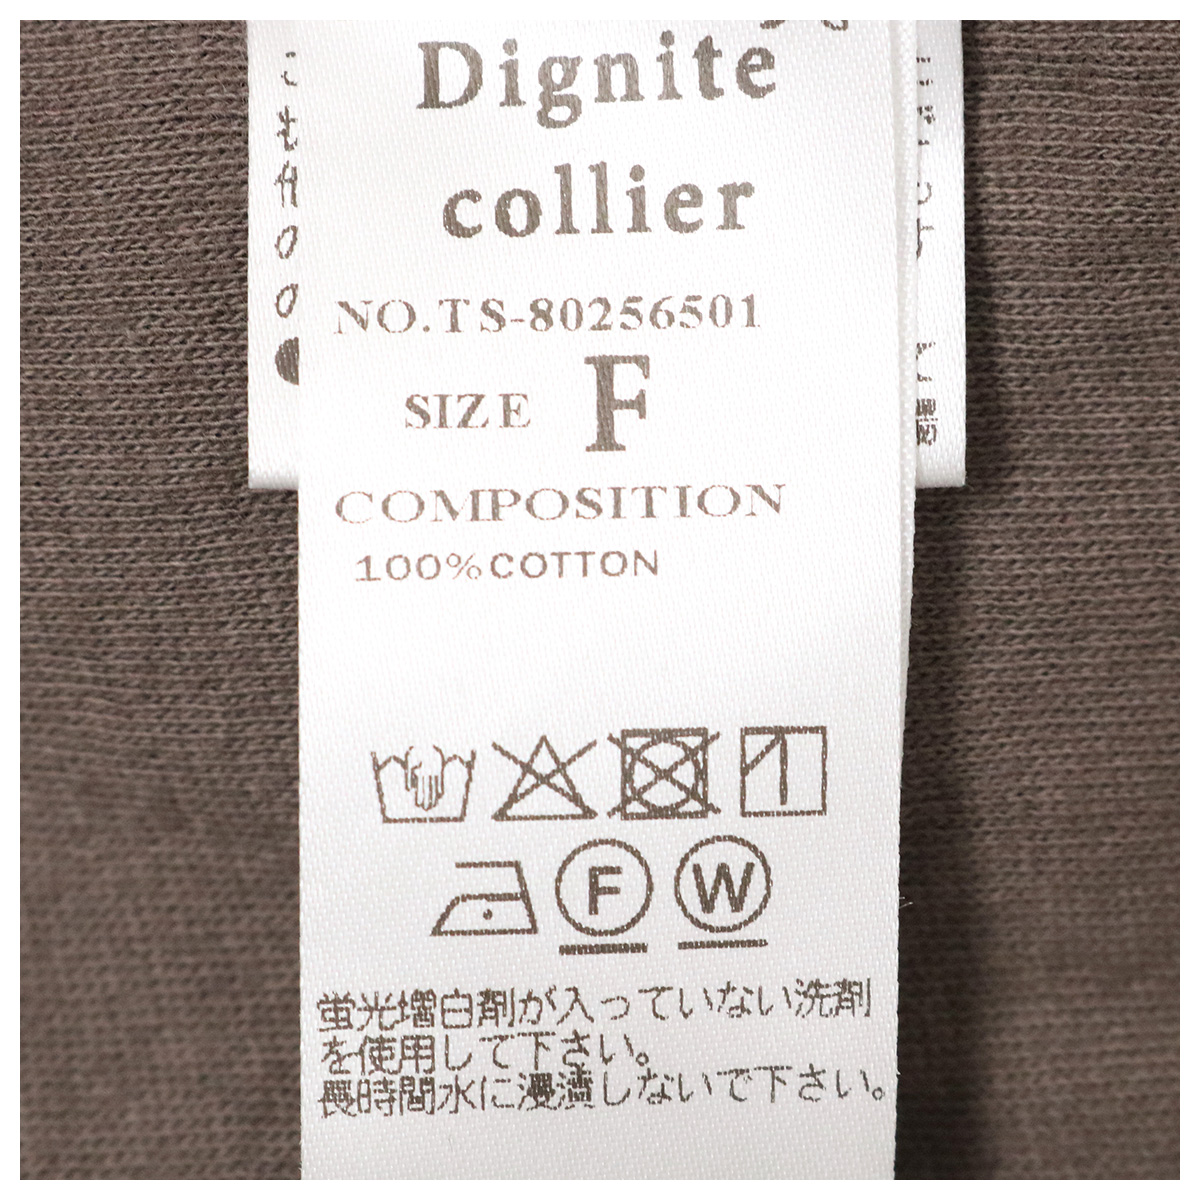 Dignite
collier
NO.TS-80256501
SIZE F
COMPOSITION
100%COTTON
F W
蛍光増白剤が入っていない洗剤
を使用して下さい。
長時間水に浸漬しないで下さい。